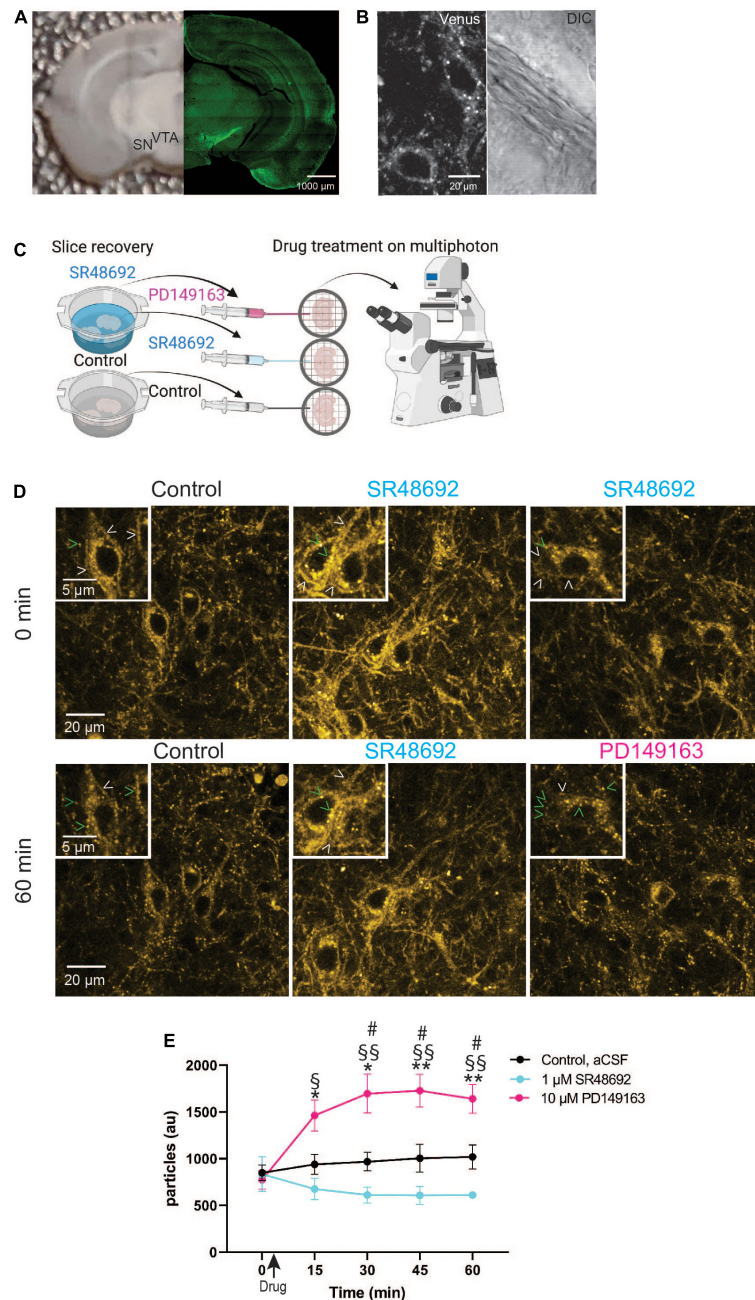 A
SN VTA
1000 µm
B
Venus
DIC
20 µm
C
Slice recovery
Drug treatment on multiphoton
SR48692
PD149163
SR48692
Control
Control
D
Control
SR48692
SR48692
0 min
5 µm
20 µm
Control
SR48692
PD149163
60 min
5 µm
20 µm
E
particles (au)
2000
1500
1000
500
0
§
*
#
§§
*
#
§§
**
#
§§
**
Control, aCSF
1 µM SR48692
10 µM PD149163
0 15 30 45 60
Drug
Time (min)